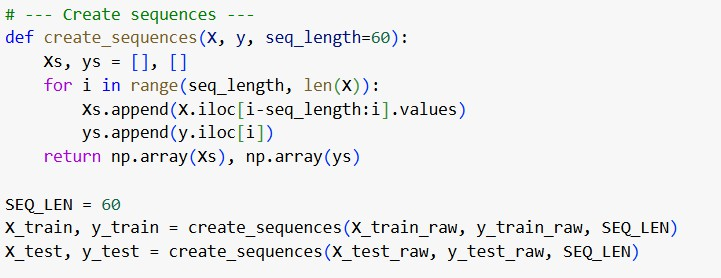 # --- Create sequences ---
def create_sequences(X, y, seq_length=60):
    Xs, ys = [], []
    for i in range(seq_length, len(X)):
        Xs.append(X.iloc[i-seq_length:i].values)
        ys.append(y.iloc[i])
    return np.array(Xs), np.array(ys)

SEQ_LEN = 60
X_train, y_train = create_sequences(X_train_raw, y_train_raw, SEQ_LEN)
X_test, y_test = create_sequences(X_test_raw, y_test_raw, SEQ_LEN)